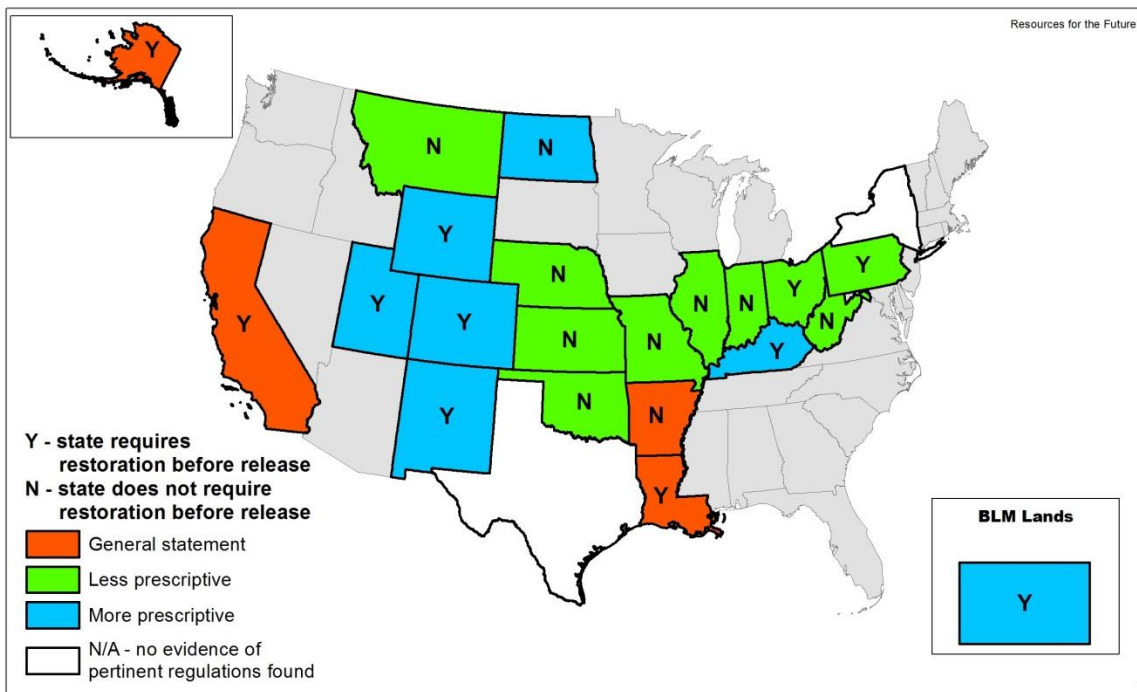 Resources for the Future
Y
N
N
Y
N
Y
Y
Y
Y
N
N
N
N
Y
N
Y
N
Y
N
Y
N
Y
Y - state requires
restoration before release
N - state does not require
restoration before release
General statement
Less prescriptive
More prescriptive
N/A - no evidence of
pertinent regulations found
BLM Lands
Y